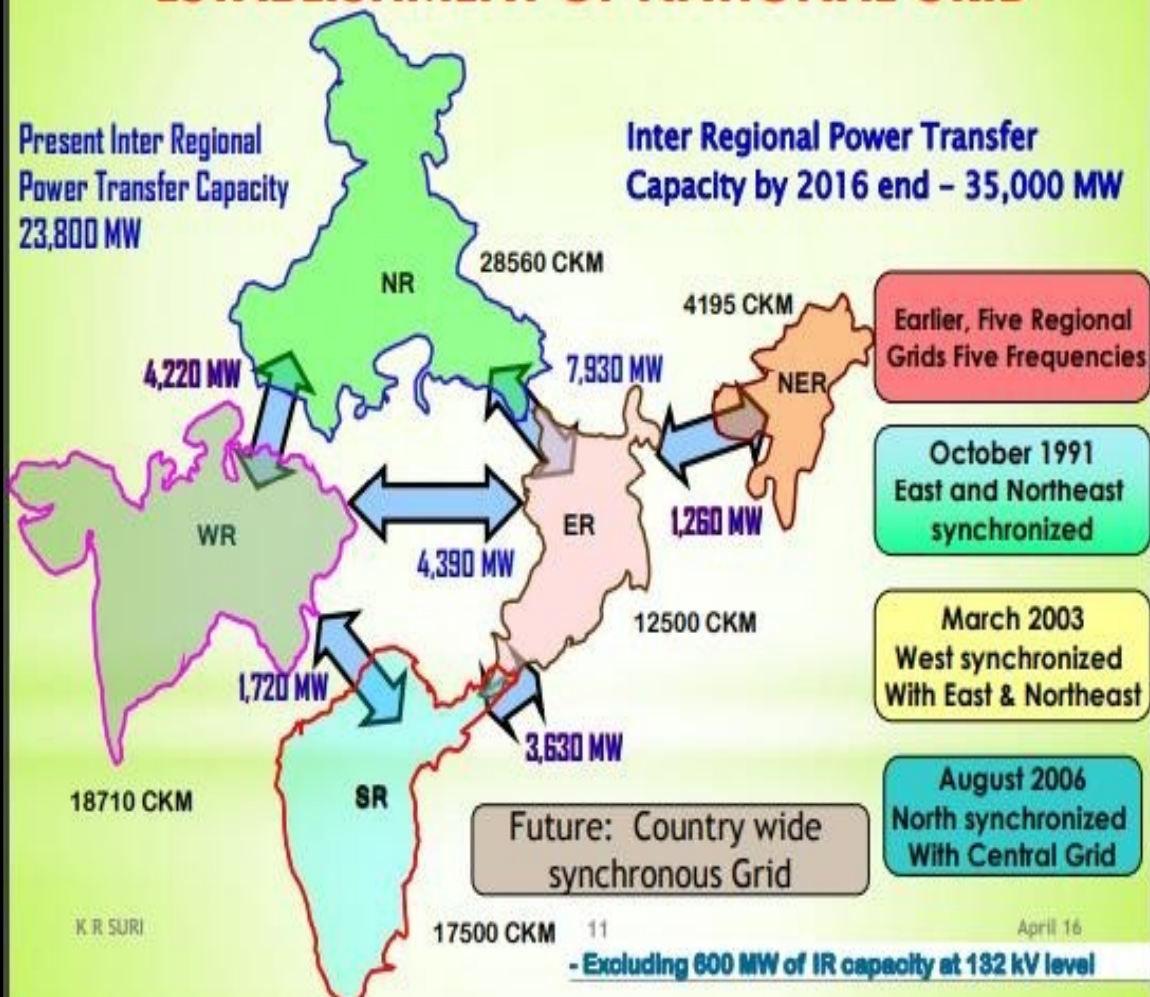 Present Inter Regional
Power Transfer Capacity
23,800 MW
Inter Regional Power Transfer
Capacity by 2016 end – 35,000 MW
NR
28560 CKM
4195 CKM
NER
4,220 MW
7,930 MW
WR
4,390 MW
ER
1,260 MW
12500 CKM
1,720 MW
3,630 MW
18710 CKM
SR
17500 CKM
Earlier, Five Regional
Grids Five Frequencies
October 1991
East and Northeast
synchronized
March 2003
West synchronized
With East & Northeast
August 2006
North synchronized
With Central Grid
Future: Country wide
synchronous Grid
K R SURI
11
April 16
- Excluding 600 MW of IR capacity at 132 kV level